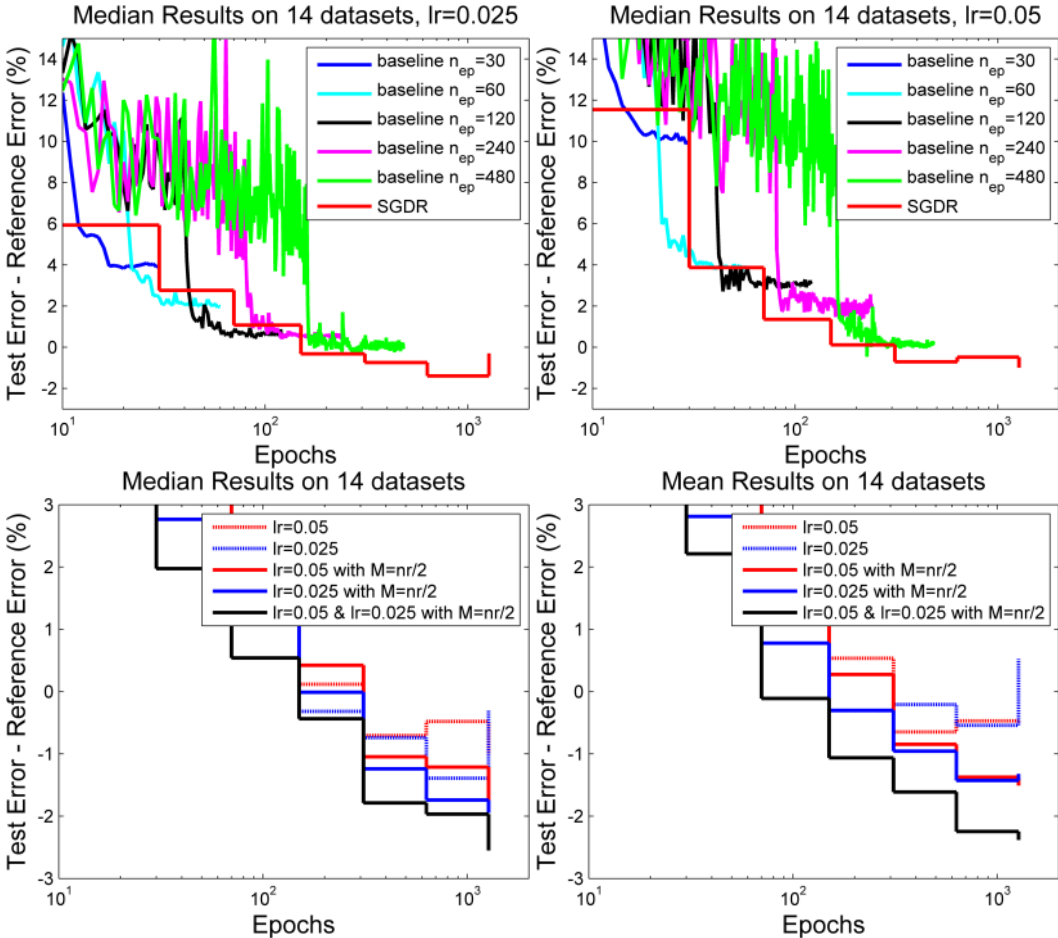 Median Results on 14 datasets, lr=0.025
Test Error - Reference Error (%)
14
12
10
8
6
4
2
0
-2
baseline n_ep=30
baseline n_ep=60
baseline n_ep=120
baseline n_ep=240
baseline n_ep=480
SGDR
10^1
10^2
10^3
Epochs
Median Results on 14 datasets, lr=0.05
Test Error - Reference Error (%)
14
12
10
8
6
4
2
0
-2
baseline n_ep=30
baseline n_ep=60
baseline n_ep=120
baseline n_ep=240
baseline n_ep=480
SGDR
10^1
10^2
10^3
Epochs
Median Results on 14 datasets
Test Error - Reference Error (%)
3
2
1
0
-1
-2
-3
lr=0.05
lr=0.025
lr=0.05 with M=nr/2
lr=0.025 with M=nr/2
lr=0.05 & lr=0.025 with M=nr/2
10^1
10^2
10^3
Epochs
Mean Results on 14 datasets
Test Error - Reference Error (%)
3
2
1
0
-1
-2
-3
lr=0.05
lr=0.025
lr=0.05 with M=nr/2
lr=0.025 with M=nr/2
lr=0.05 & lr=0.025 with M=nr/2
10^1
10^2
10^3
Epochs